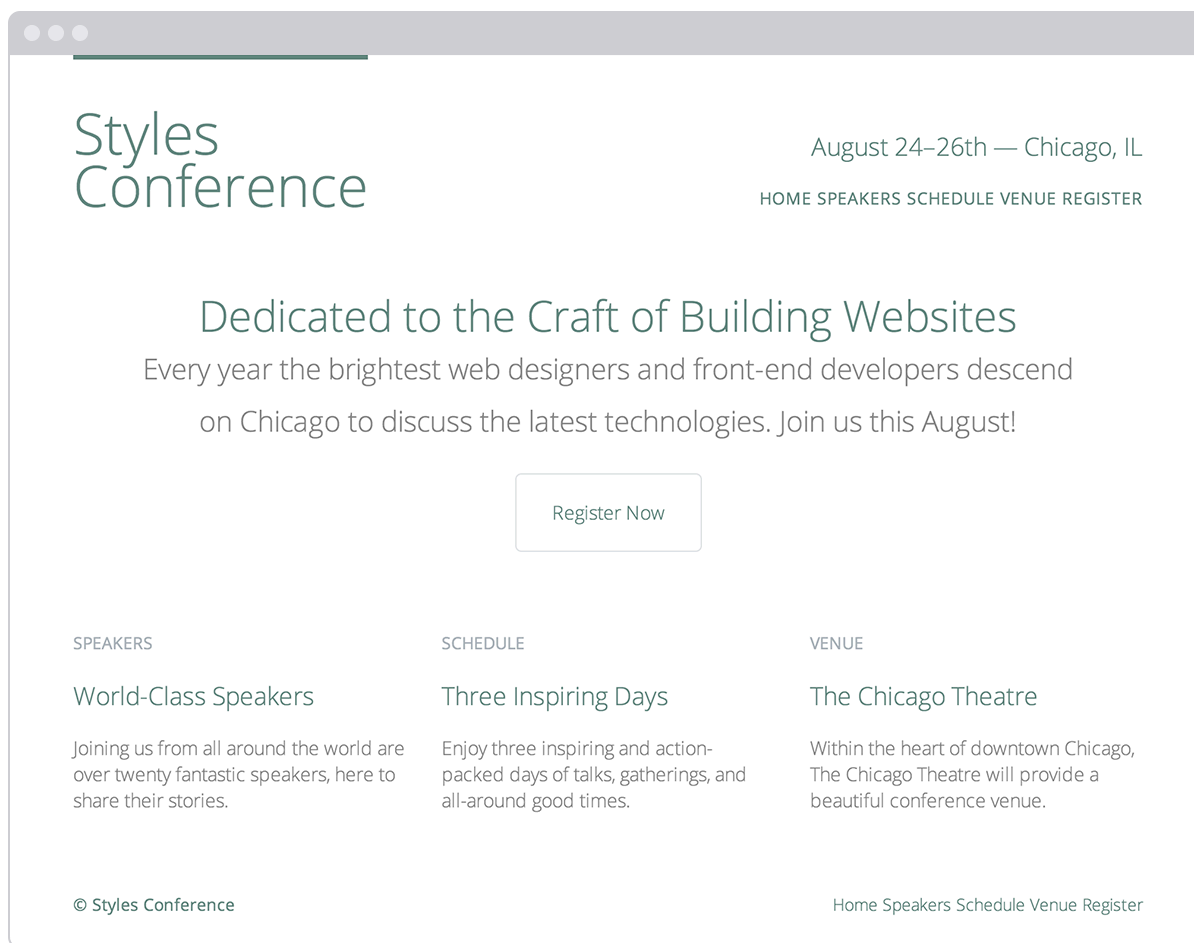 Styles
Conference
August 24–26th — Chicago, IL
HOME SPEAKERS SCHEDULE VENUE REGISTER
Dedicated to the Craft of Building Websites
Every year the brightest web designers and front-end developers descend
on Chicago to discuss the latest technologies. Join us this August!
Register Now
SPEAKERS
World-Class Speakers
Joining us from all around the world are
over twenty fantastic speakers, here to
share their stories.
SCHEDULE
Three Inspiring Days
Enjoy three inspiring and action-
packed days of talks, gatherings, and
all-around good times.
VENUE
The Chicago Theatre
Within the heart of downtown Chicago,
The Chicago Theatre will provide a
beautiful conference venue.
© Styles Conference
Home Speakers Schedule Venue Register